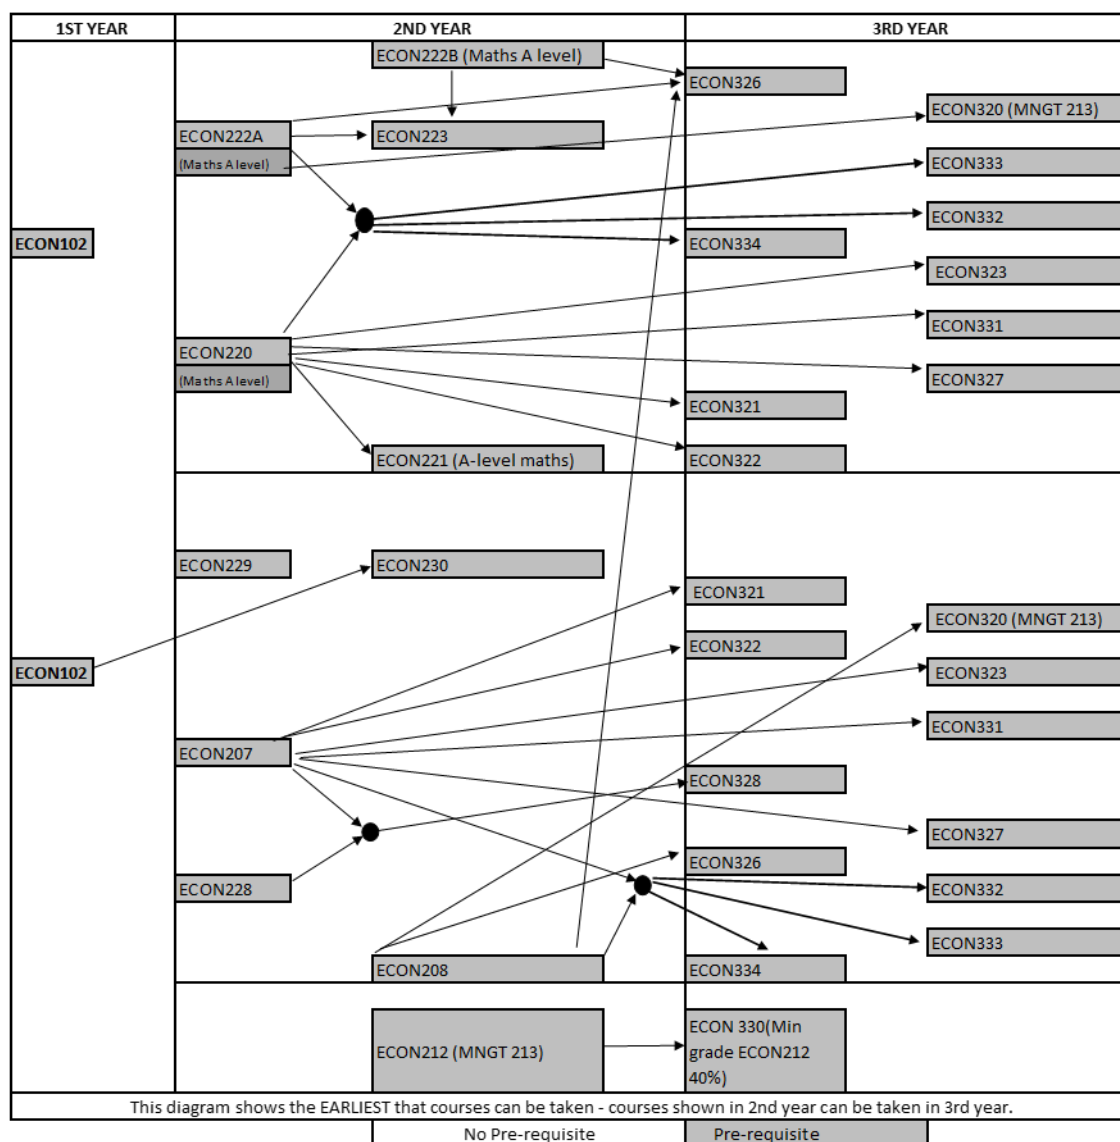 1ST YEAR
2ND YEAR
3RD YEAR
ECON222B (Maths A level)
ECON326
ECON320 (MNGT 213)
ECON222A
ECON223
(Maths A level)
ECON333
ECON332
ECON102
ECON334
ECON323
ECON331
ECON220
ECON327
(Maths A level)
ECON321
ECON221 (A-level maths)
ECON322
ECON229
ECON230
ECON321
ECON320 (MNGT 213)
ECON322
ECON102
ECON323
ECON331
ECON207
ECON328
ECON327
ECON326
ECON228
ECON332
ECON333
ECON208
ECON334
ECON212 (MNGT 213)
ECON 330(Min
grade ECON212
40%)
This diagram shows the EARLIEST that courses can be taken - courses shown in 2nd year can be taken in 3rd year.
No Pre-requisite
Pre-requisite